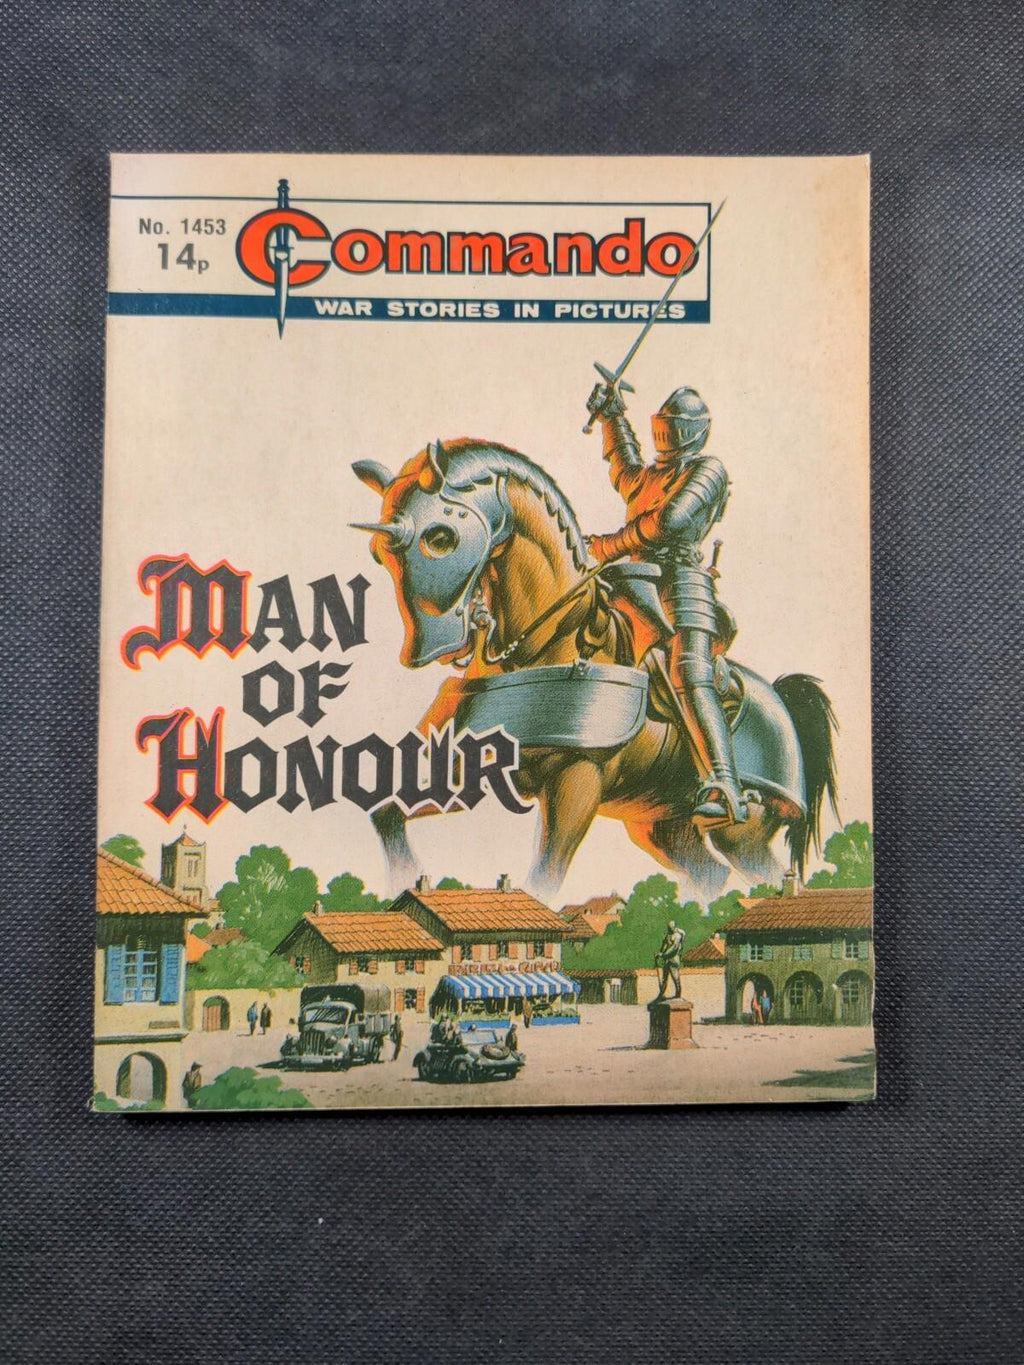 No. 1453
14p
Commando
WAR STORIES IN PICTURES
MAN
OF
HONOUR